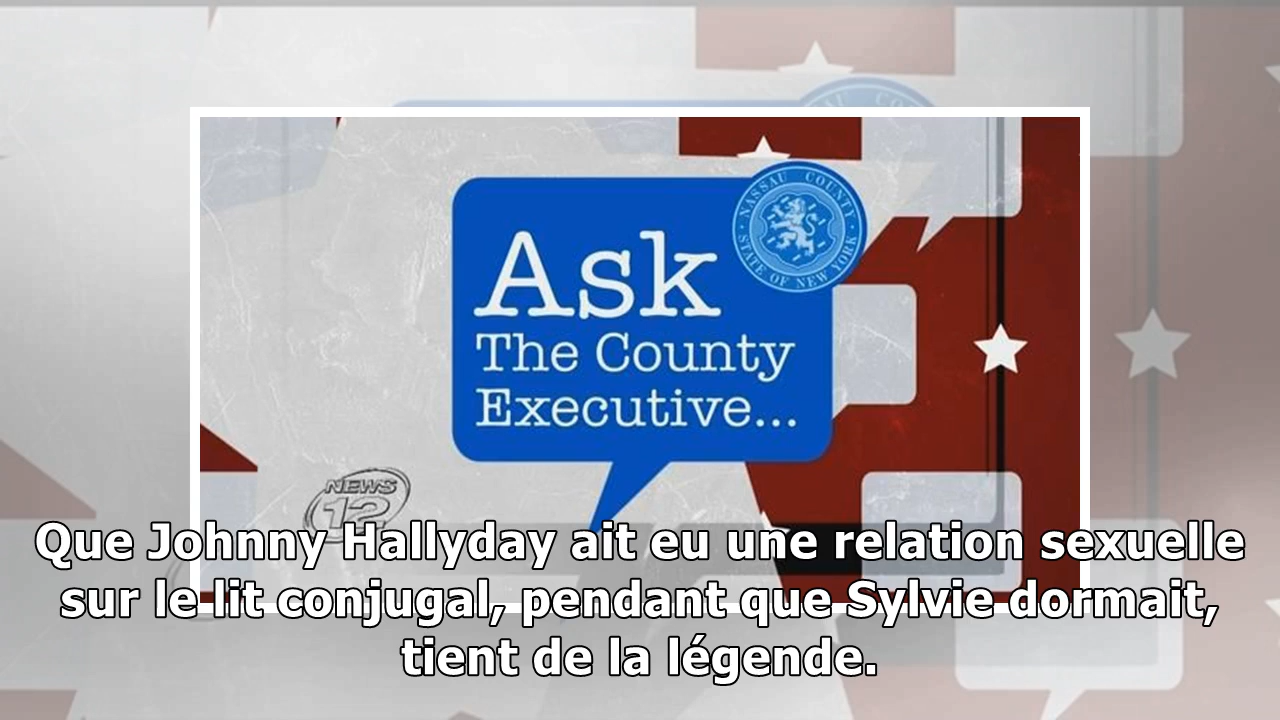 NASSAU COUNTY
STATE OF NEW YORK
Ask
The County
Executive...
NEWS
12
Que Johnny Hallyday ait eu une relation sexuelle
sur le lit conjugal, pendant que Sylvie dormait,
tient de la légende.